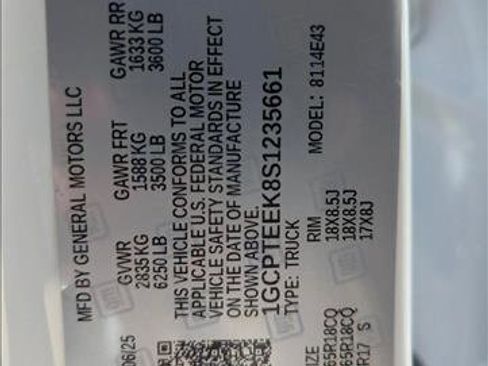 MFD BY GENERAL MOTORS LLC
06/25 GVWR GAWR FRT GAWR RR
2835 KG 1588 KG 1633 KG
6250 LB 3500 LB 3600 LB
THIS VEHICLE CONFORMS TO ALL
APPLICABLE U.S. FEDERAL MOTOR
VEHICLE SAFETY STANDARDS IN EFFECT
ON THE DATE OF MANUFACTURE
SHOWN ABOVE.
1GCPTEEK8S1235661
TYPE: TRUCK MODEL: 8114E43
IZE RIM
65R18CQ 18X8.5J
65R18CQ 18X8.5J
R17 S 17X8J